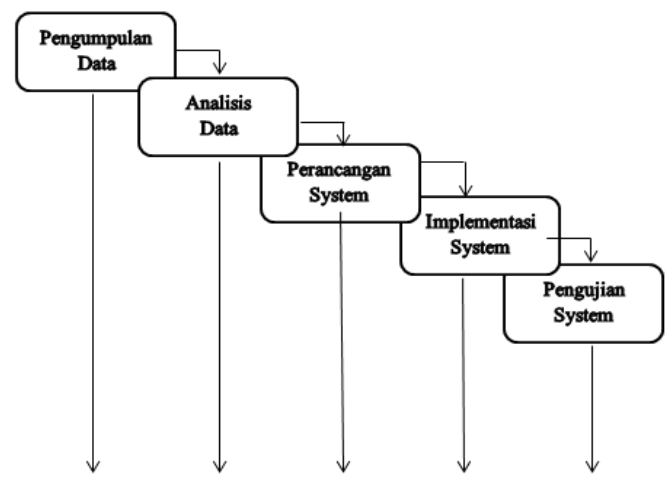 Pengumpulan
Data
Analisis
Data
Perancangan
System
Implementasi
System
Pengujian
System